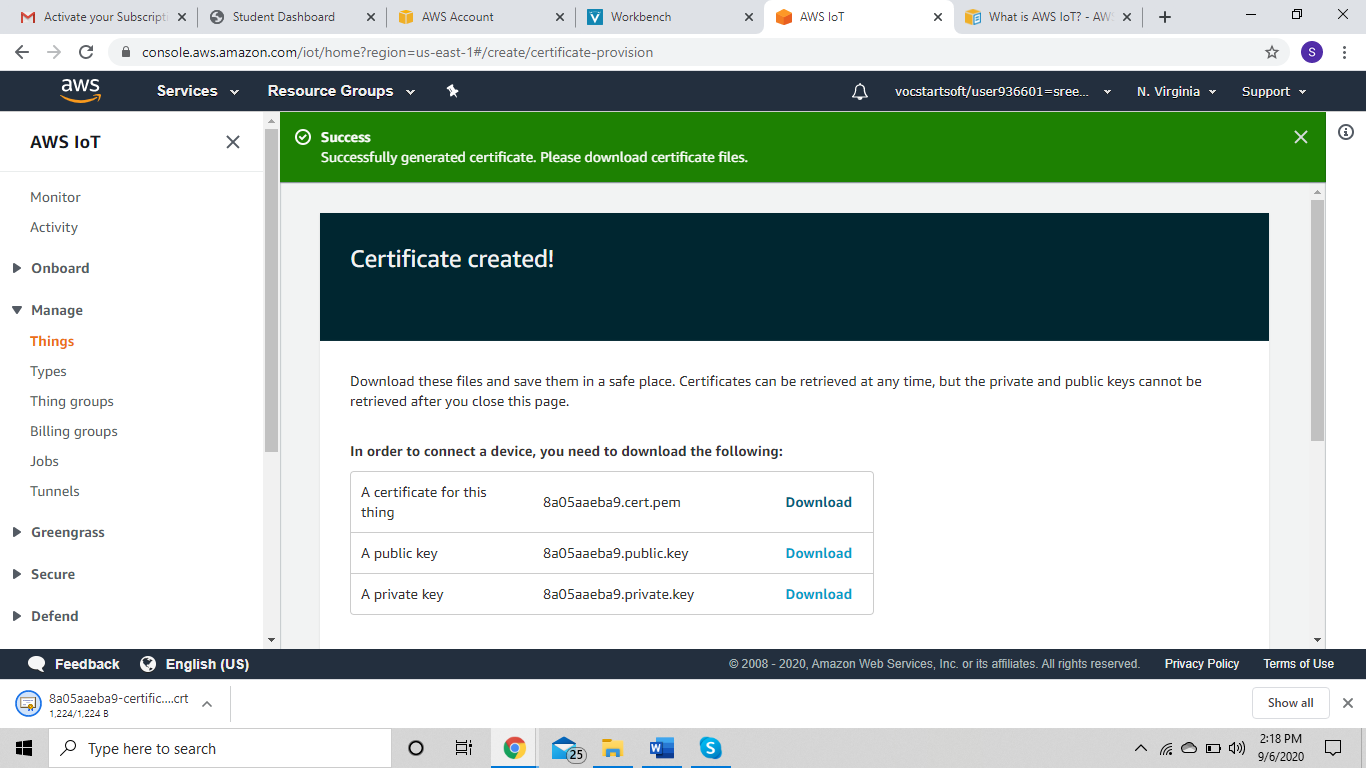 Activate your Subscripti
Student Dashboard
AWS Account
Workbench
AWS IoT
What is AWS IoT? - AWS
console.aws.amazon.com/iot/home?region=us-east-1#/create/certificate-provision
S
aws
Services
Resource Groups
vocstartsoft/user936601=sree...
N. Virginia
Support
AWS IoT
Monitor
Activity
Onboard
Manage
Things
Types
Thing groups
Billing groups
Jobs
Tunnels
Greengrass
Secure
Defend
Success
Successfully generated certificate. Please download certificate files.
Certificate created!
Download these files and save them in a safe place. Certificates can be retrieved at any time, but the private and public keys cannot be
retrieved after you close this page.
In order to connect a device, you need to download the following:
A certificate for this
thing
8a05aaeba9.cert.pem
Download
A public key
8a05aaeba9.public.key
Download
A private key
8a05aaeba9.private.key
Download
Feedback
English (US)
© 2008 - 2020, Amazon Web Services, Inc. or its affiliates. All rights reserved.
Privacy Policy
Terms of Use
8a05aaeba9-certific....crt
1,224/1,224 B
Show all
Type here to search
25
W
S
2:18 PM
9/6/2020